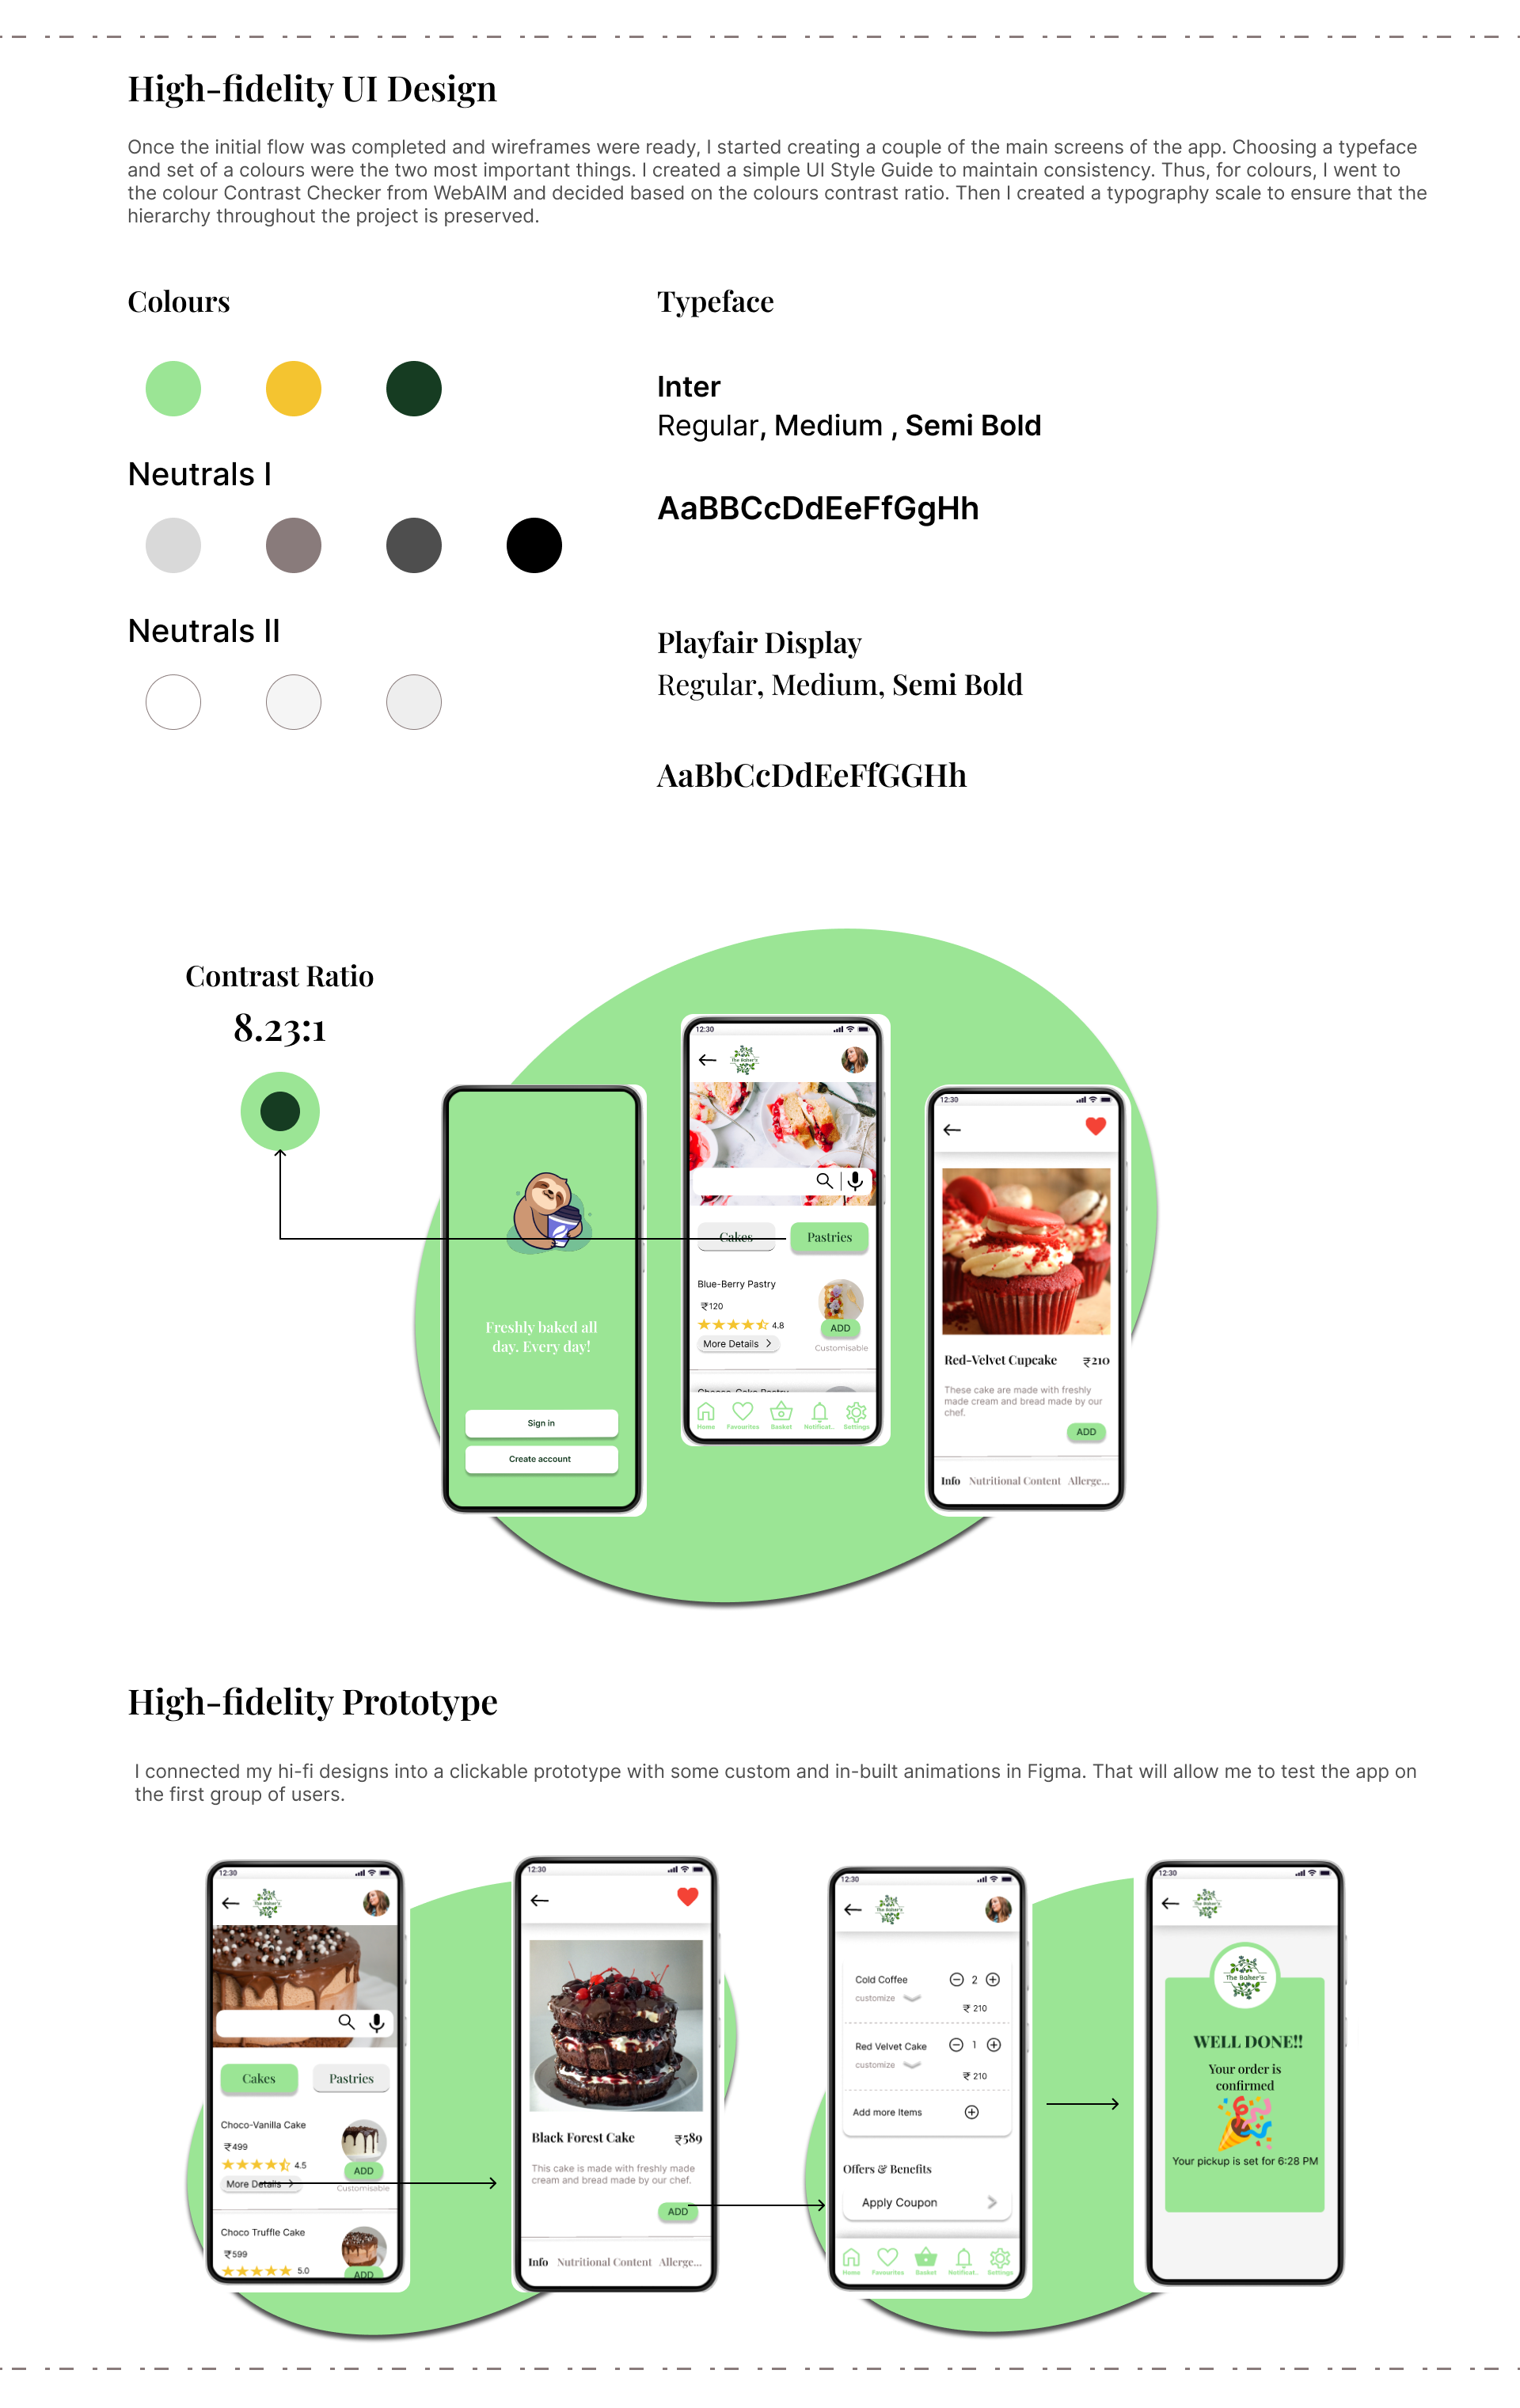 High-fidelity UI Design
Once the initial flow was completed and wireframes were ready, I started creating a couple of the main screens of the app. Choosing a typeface
and set of a colours were the two most important things. I created a simple UI Style Guide to maintain consistency. Thus, for colours, I went to
the colour Contrast Checker from WebAIM and decided based on the colours contrast ratio. Then I created a typography scale to ensure that the
hierarchy throughout the project is preserved.
Colours
Neutrals I
Neutrals II
Typeface
Inter
Regular, Medium , Semi Bold
AaBBCcDdEeFfGgHh
Playfair Display
Regular, Medium, Semi Bold
AaBbCcDdEeFfGGHh
Contrast Ratio
8.23:1
Freshly baked all
day. Every day!
Sign in
Create account
12:30
The Baker's
Cakes
Pastries
Blue-Berry Pastry
₹120
4.8
ADD
More Details >
Customisable
Home Favourites Basket Notificat.. Settings
12:30
Red-Velvet Cupcake ₹210
These cake are made with freshly
made cream and bread made by our
chef.
ADD
Info Nutritional Content Allerge...
High-fidelity Prototype
I connected my hi-fi designs into a clickable prototype with some custom and in-built animations in Figma. That will allow me to test the app on
the first group of users.
12:30
The Baker's
Cakes
Pastries
Choco-Vanilla Cake
₹499
4.5
ADD
More Details >
Customisable
Choco Truffle Cake
₹599
5.0
ADD
12:30
Black Forest Cake ₹589
This cake is made with freshly made
cream and bread made by our chef.
ADD
Info Nutritional Content Allerge...
12:30
The Baker's
Cold Coffee 2
customize
₹ 210
Red Velvet Cake 1
customize
₹ 210
Add more Items
Offers & Benefits
Apply Coupon >
Home Favourites Basket Notificat.. Settings
12:30
The Baker's
The Baker's
WELL DONE!!
Your order is
confirmed
Your pickup is set for 6:28 PM